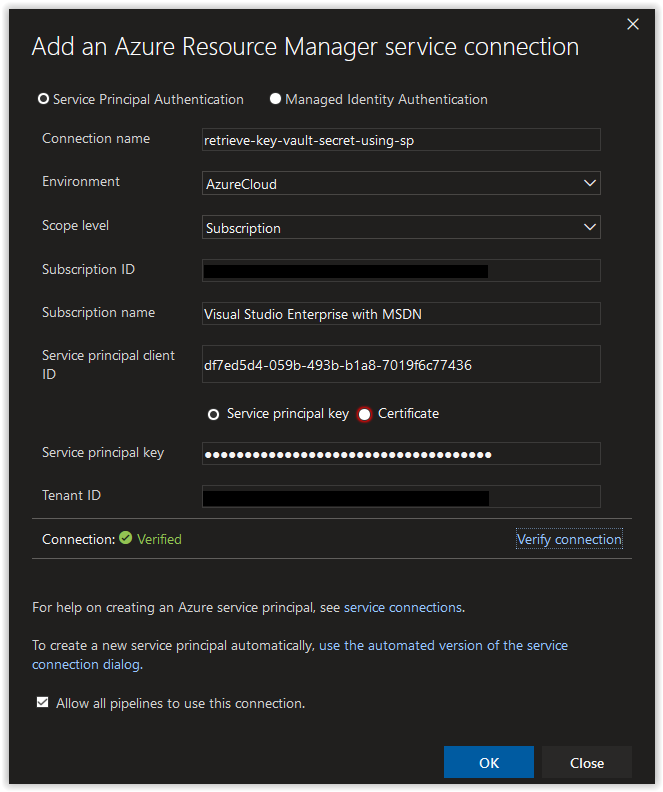 Add an Azure Resource Manager service connection
Service Principal Authentication
Managed Identity Authentication
Connection name
retrieve-key-vault-secret-using-sp
Environment
AzureCloud
Scope level
Subscription
Subscription ID
Subscription name
Visual Studio Enterprise with MSDN
Service principal client
ID
df7ed5d4-059b-493b-b1a8-7019f6c77436
Service principal key
Certificate
Service principal key
Tenant ID
Connection: Verified
Verify connection
For help on creating an Azure service principal, see service connections.
To create a new service principal automatically, use the automated version of the service
connection dialog.
Allow all pipelines to use this connection.
OK
Close